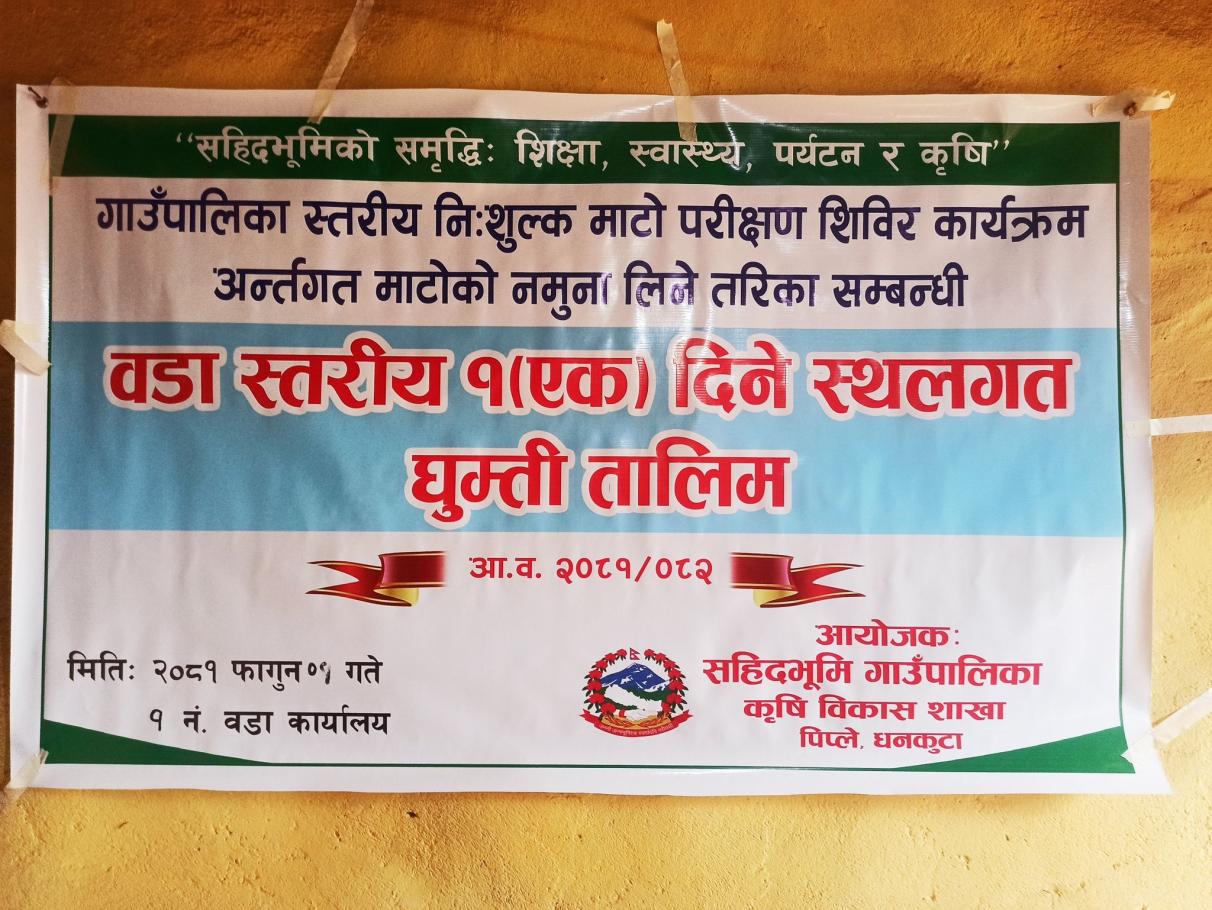 “सहिदभूमिको समृद्धिः शिक्षा, स्वास्थ्य, पर्यटन र कृषि”
गाउँपालिका स्तरीय नि:शुल्क माटो परीक्षण शिविर कार्यक्रम
अर्न्तगत माटोको नमुना लिने तरिका सम्बन्धी
वडा स्तरीय १(एक) दिने स्थलगत
घुम्ती तालिम
आ.व. २०८१/०८२
मितिः २०८१ फागुन गते
१ नं. वडा कार्यालय
आयोजकः
सहिदभूमि गाउँपालिका
कृषि विकास शाखा
पिप्ले, धनकुटा